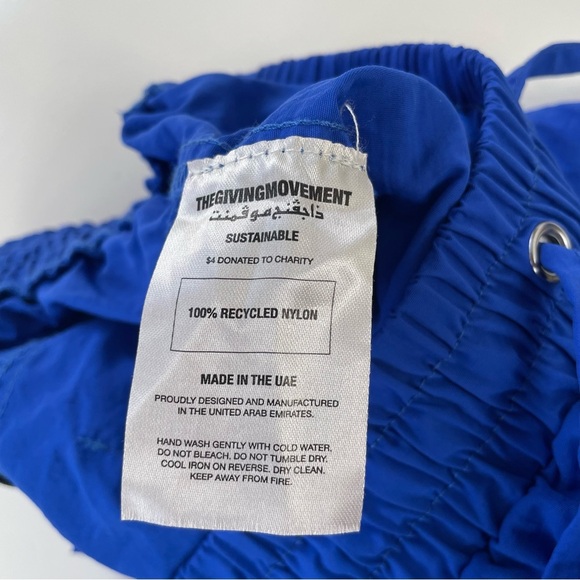 THEGIVINGMOVEMENT
ذاجڤنج موڤمنت
SUSTAINABLE
$4 DONATED TO CHARITY
100% RECYCLED NYLON
MADE IN THE UAE
PROUDLY DESIGNED AND MANUFACTURED
IN THE UNITED ARAB EMIRATES.
HAND WASH GENTLY WITH COLD WATER.
DO NOT BLEACH. DO NOT TUMBLE DRY.
COOL IRON ON REVERSE. DRY CLEAN.
KEEP AWAY FROM FIRE.